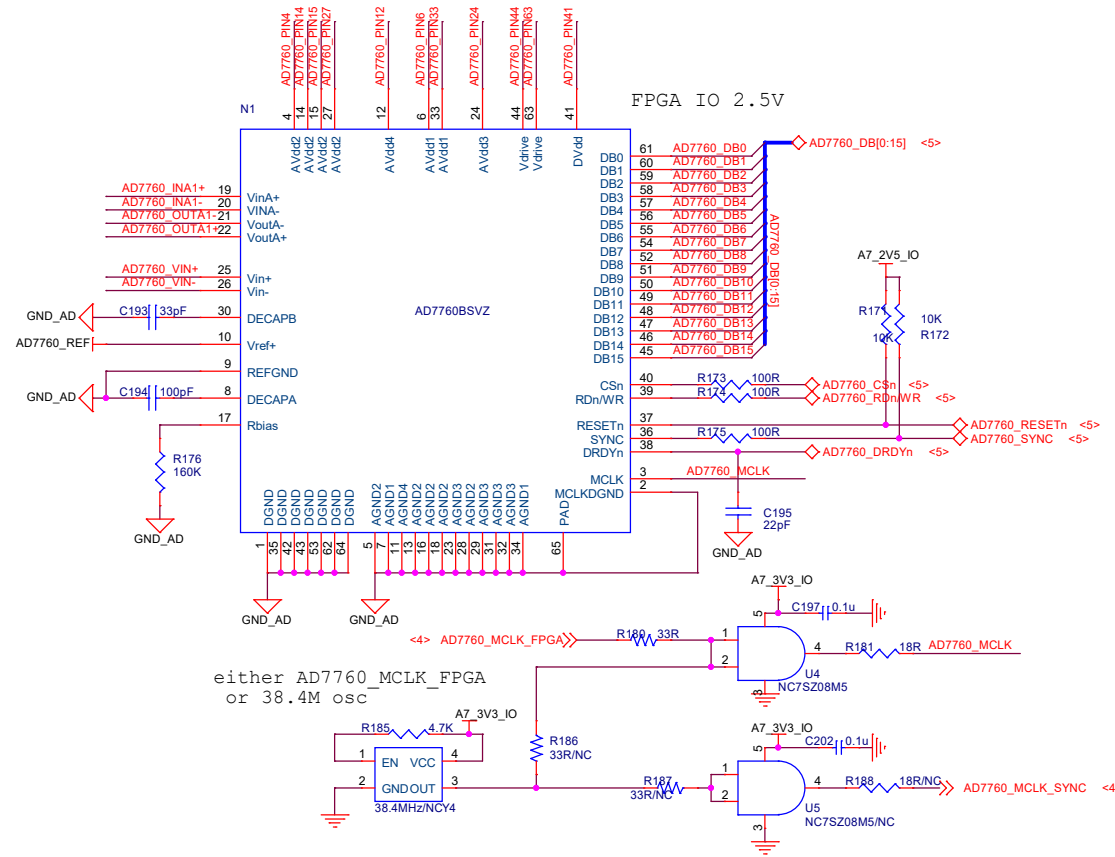 AD7760_PIN4
AD7760_PIN14
AD7760_PIN15
AD7760_PIN27
AD7760_PIN12
AD7760_PIN6
AD7760_PIN33
AD7760_PIN24
AD7760_PIN44
AD7760_PIN63
AD7760_PIN41
FPGA IO 2.5V
N1
4
14
15
27
12
6
33
24
44
63
41
AVdd2
AVdd2
AVdd2
AVdd2
AVdd4
AVdd1
AVdd1
AVdd3
Vdrive
Vdrive
DVdd
AD7760_INA1+ 19 VinA+
AD7760_INA1- 20 VINA-
AD7760_OUTA1- 21 VoutA-
AD7760_OUTA1+ 22 VoutA+
AD7760_VIN+ 25 Vin+
AD7760_VIN- 26 Vin-
GND_AD C193 33pF 30 DECAPB
AD7760_REF 10 Vref+
9 REFGND
GND_AD C194 100pF 8 DECAPA
17 Rbias
R176
160K
GND_AD
AD7760BSVZ
DB0 61 AD7760_DB0
DB1 60 AD7760_DB1
DB2 59 AD7760_DB2
DB3 58 AD7760_DB3
DB4 57 AD7760_DB4
DB5 56 AD7760_DB5
DB6 55 AD7760_DB6
DB7 54 AD7760_DB7
DB8 52 AD7760_DB8
DB9 51 AD7760_DB9
DB10 50 AD7760_DB10
DB11 49 AD7760_DB11
DB12 48 AD7760_DB12
DB13 47 AD7760_DB13
DB14 46 AD7760_DB14
DB15 45 AD7760_DB15
AD7760_DB[0:15] <5>
AD7760_DB[0:15]
A7_2V5_IO
R171
10K
10K
R172
CSn 40 R173 100R AD7760_CSn <5>
RDn/WR 39 R174 100R AD7760_RDn/WR <5>
RESETn 37 AD7760_RESETn <5>
SYNC 36 R175 100R AD7760_SYNC <5>
DRDYn 38 AD7760_DRDYn <5>
MCLK 3 AD7760_MCLK
MCLKDGND 2
C195
22pF
GND_AD
DGND
DGND
DGND
DGND
DGND
DGND
DGND
AGND2
AGND1
AGND4
AGND2
AGND2
AGND2
AGND3
AGND2
AGND3
AGND3
AGND3
AGND1
PAD
1
35
42
43
53
62
64
5
7
11
13
16
18
23
28
29
31
32
34
65
GND_AD
GND_AD
A7_3V3_IO
C197 0.1u
5
<4> AD7760_MCLK_FPGA R180 33R 1
2
4 R181 18R AD7760_MCLK
U4
NC7SZ08M5
3
either AD7760_MCLK_FPGA
or 38.4M osc
R185 4.7K A7_3V3_IO
1 EN VCC 4
2 GND OUT 3
38.4MHz/NC Y4
R186
33R/NC
R187
33R/NC
A7_3V3_IO
C202 0.1u
5
1
2
4 R188 18R/NC AD7760_MCLK_SYNC <4
U5
NC7SZ08M5/NC
3